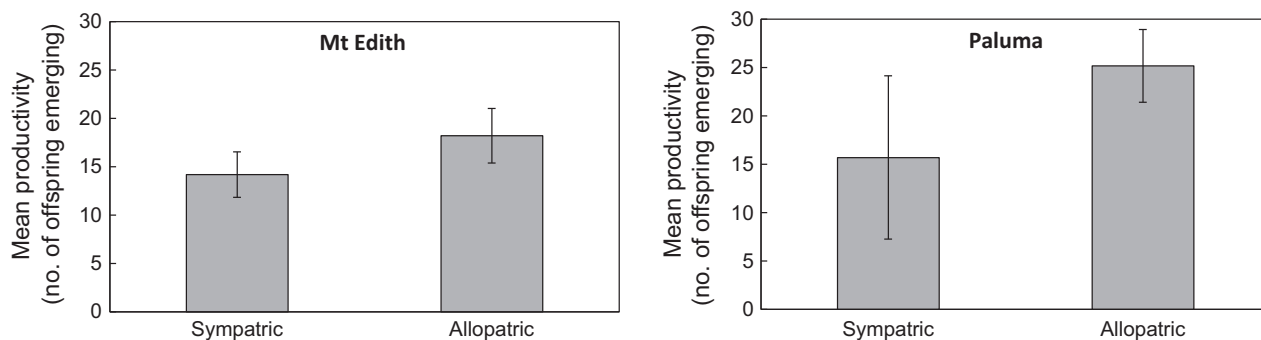 Mt Edith
Mean productivity
(no. of offspring emerging)
30
25
20
15
10
5
0
Sympatric
Allopatric
Paluma
Mean productivity
(no. of offspring emerging)
30
25
20
15
10
5
0
Sympatric
Allopatric